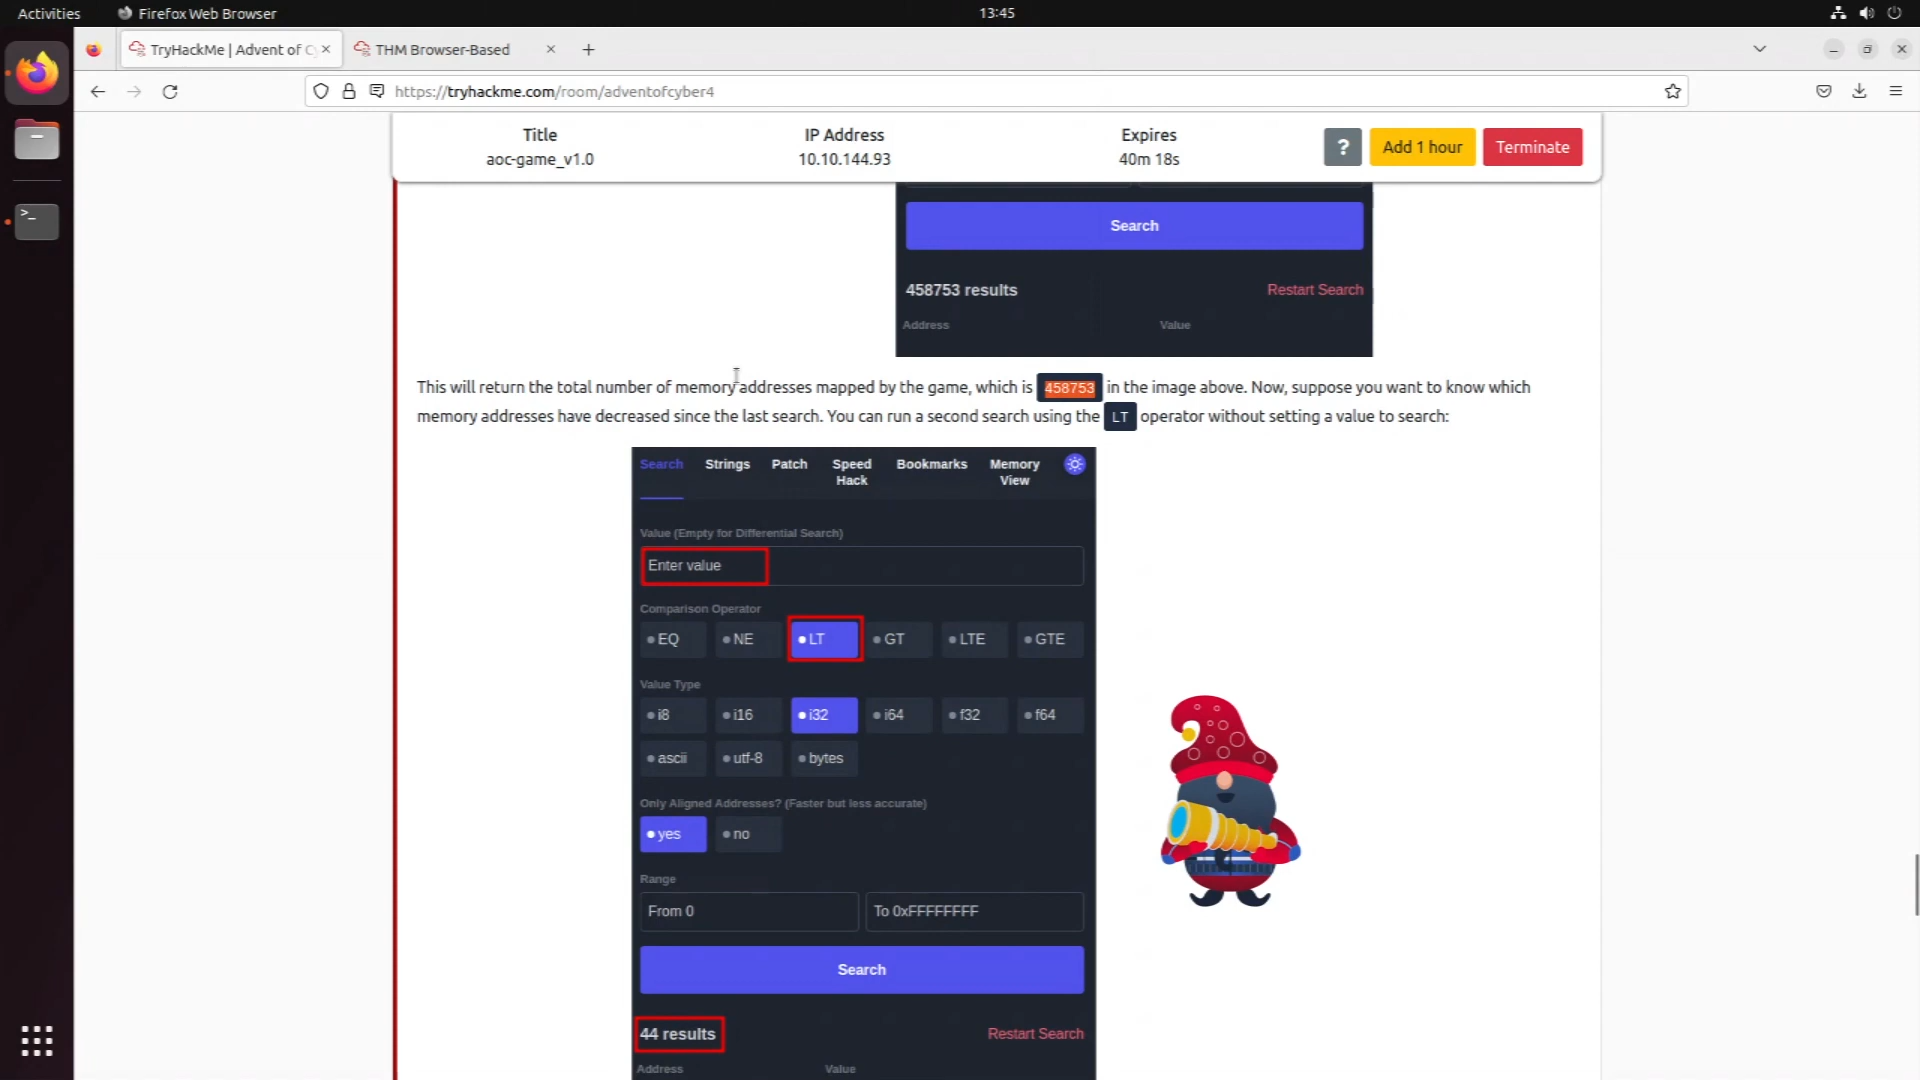 Activities
Firefox Web Browser
13:45
TryHackMe | Advent of Cy
THM Browser-Based
https://tryhackme.com/room/adventofcyber4
Title
IP Address
Expires
aoc-game_v1.0
10.10.144.93
40m 18s
?
Add 1 hour
Terminate
Search
458753 results
Restart Search
Address
Value
This will return the total number of memory addresses mapped by the game, which is 458753 in the image above. Now, suppose you want to know which
memory addresses have decreased since the last search. You can run a second search using the LT operator without setting a value to search:
Search
Strings
Patch
Speed
Hack
Bookmarks
Memory
View
Value (Empty for Differential Search)
Enter value
Comparison Operator
EQ
NE
LT
GT
LTE
GTE
Value Type
i8
i16
i32
i64
f32
f64
ascii
utf-8
bytes
Only Aligned Addresses? (Faster but less accurate)
yes
no
Range
From 0
To 0xFFFFFFFF
Search
44 results
Restart Search
Address
Value